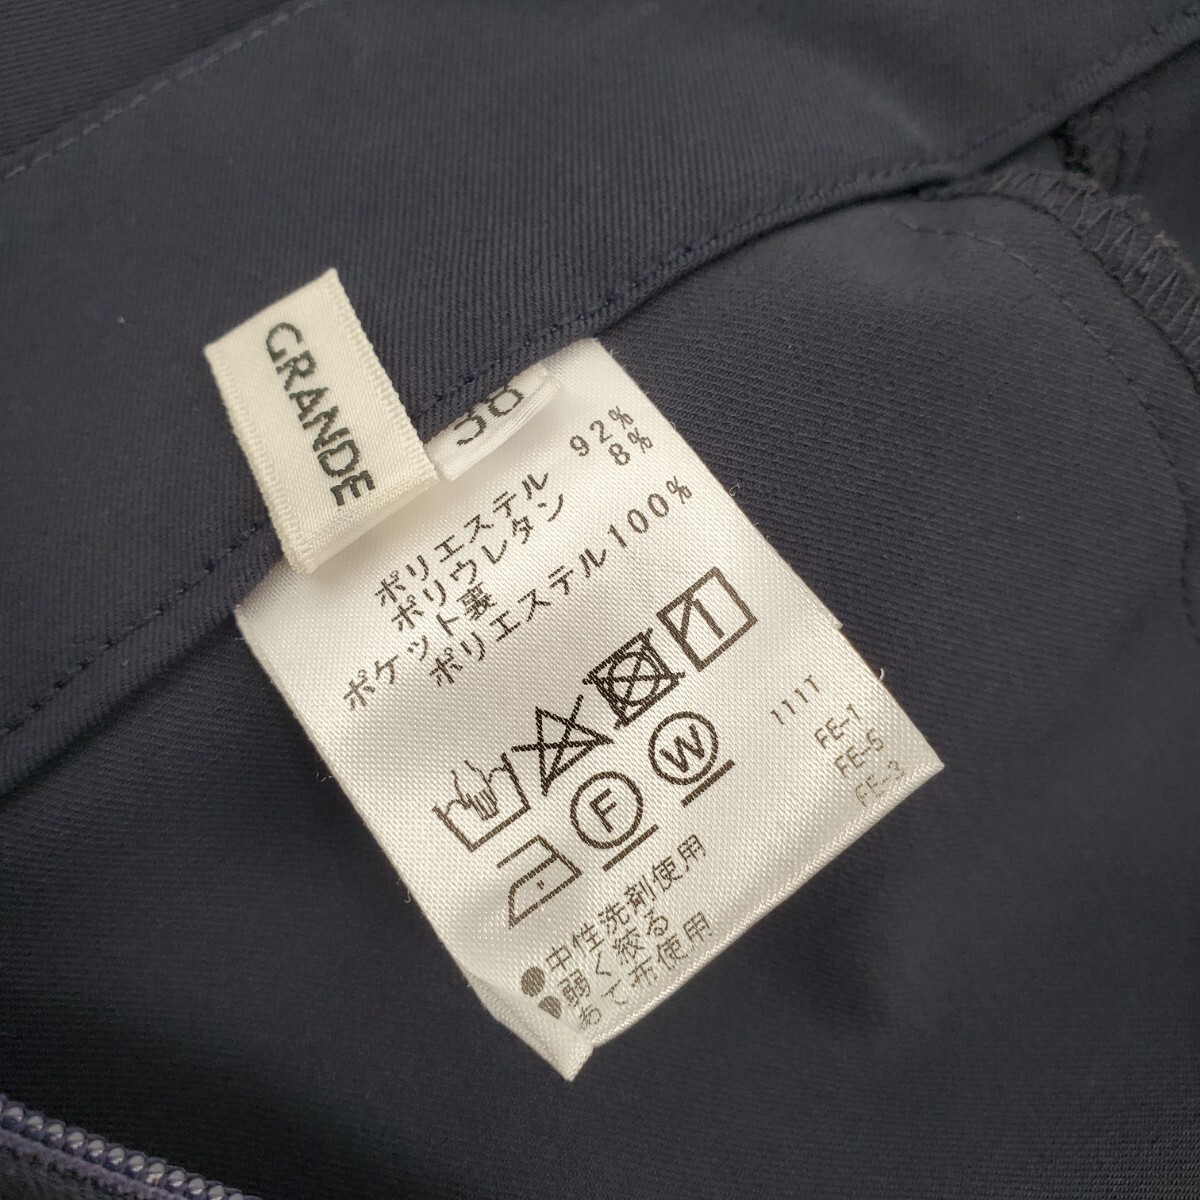 GRANDE
38
ポリエステル 92%
ポリウレタン 8%
ポケット裏
ポリエステル100%
F
W
111T
FE-1
FE-5
FE-3
●中性洗剤使用
弱く絞る
あて布使用